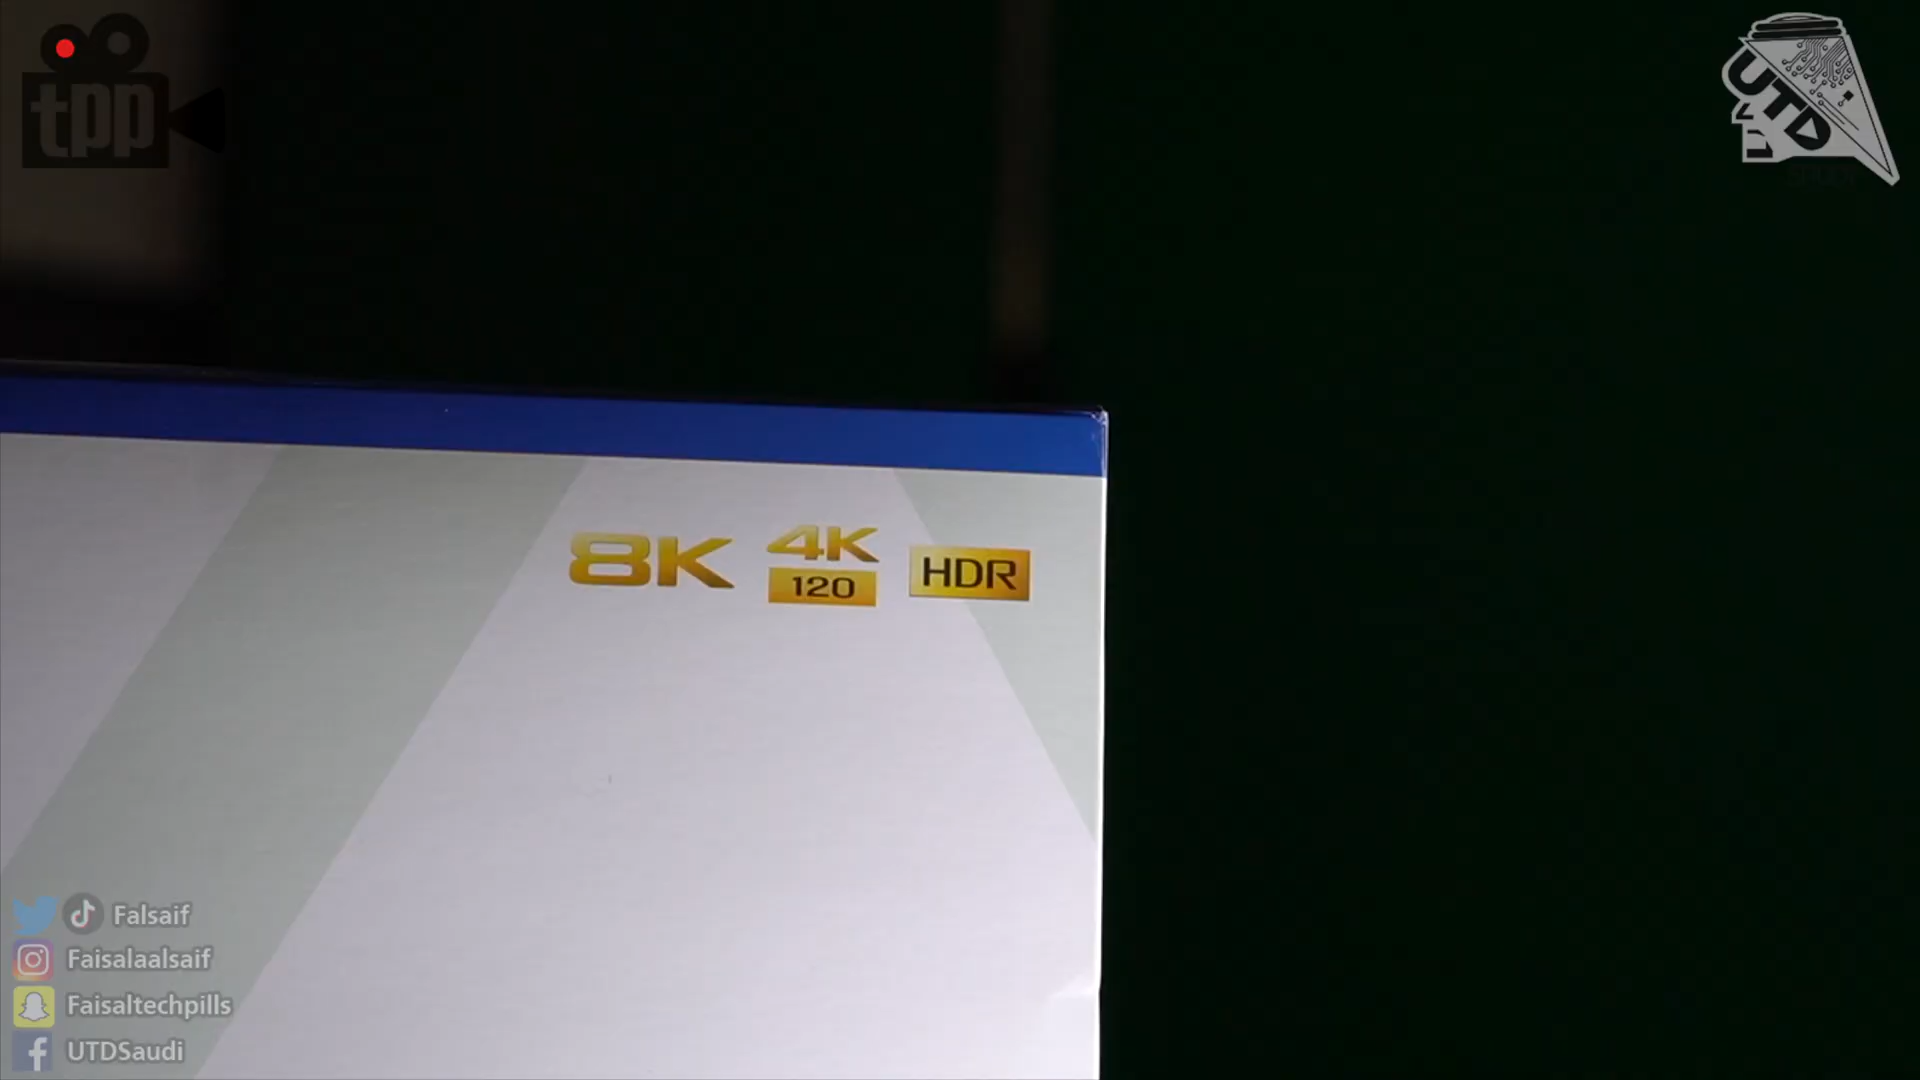 tpp
UTD
8K
4K
120
HDR
Falsaif
Faisalaalsaif
Faisaltechpills
UTDSaudi